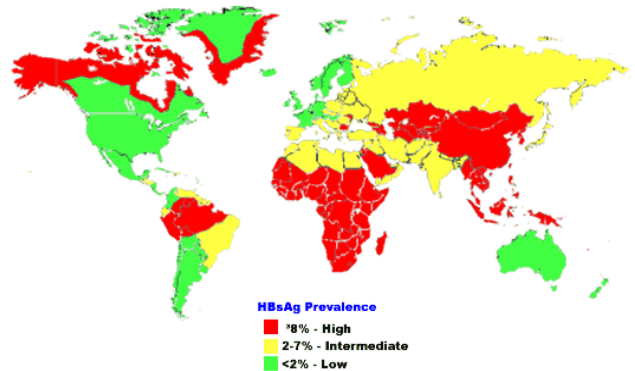 HBsAg Prevalence
³8% - High
2-7% - Intermediate
<2% - Low